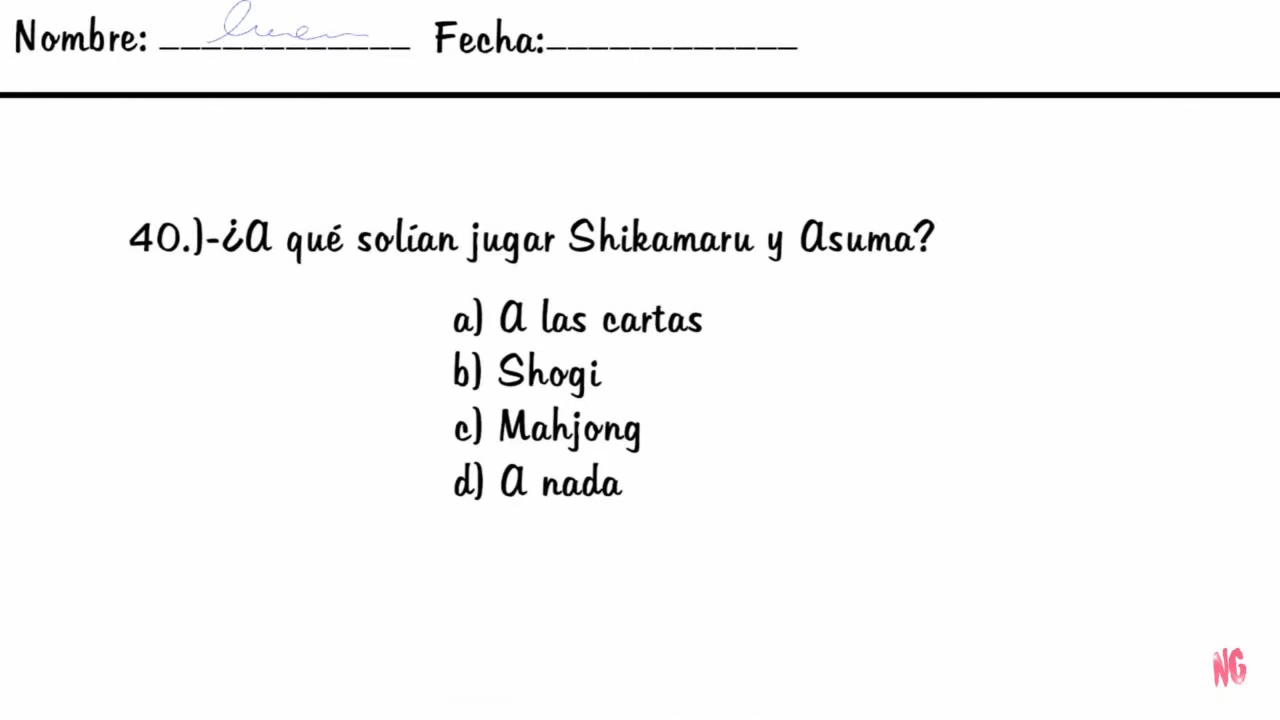 Nombre: ____________ Fecha:____________
40.)-¿A qué solían jugar Shikamaru y Asuma?
a) A las cartas
b) Shogi
c) Mahjong
d) A nada
NG